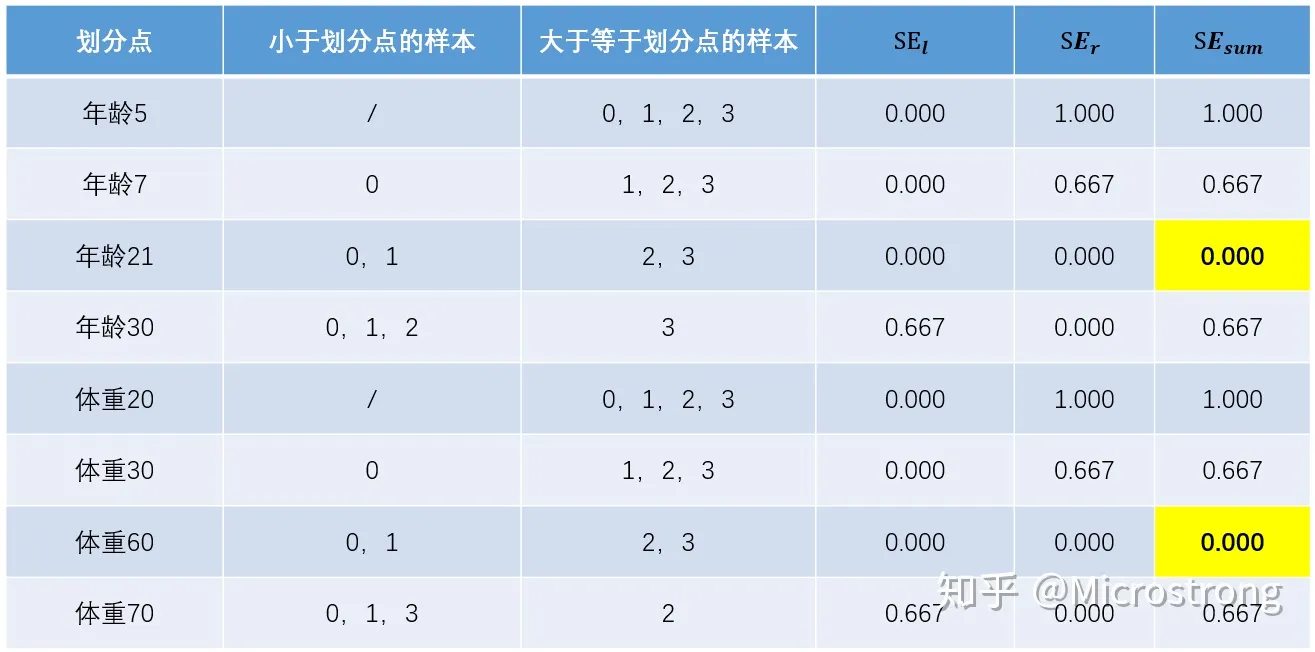 划分点 小于划分点的样本 大于等于划分点的样本 SEl SEr SEsum
年龄5 / 0，1，2，3 0.000 1.000 1.000
年龄7 0 1，2，3 0.000 0.667 0.667
年龄21 0，1 2，3 0.000 0.000 0.000
年龄30 0，1，2 3 0.667 0.000 0.667
体重20 / 0，1，2，3 0.000 1.000 1.000
体重30 0 1，2，3 0.000 0.667 0.667
体重60 0，1 2，3 0.000 0.000 0.000
体重70 0，1，3 2 0.667 0.000 0.667
知乎 @Microstrong